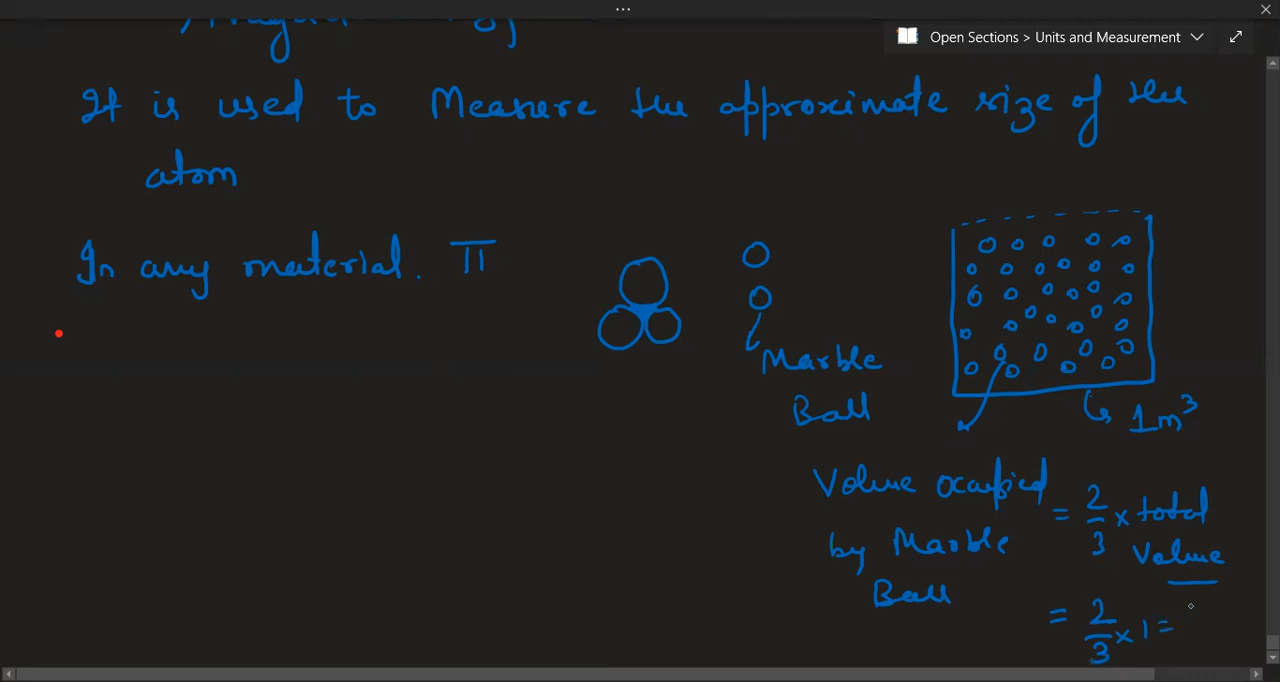 Open Sections > Units and Measurement
It is used to Measure the approximate size of the
atom
In any material.
Marble
Ball
1m³
Volume ocupied
by Marble
Ball
= 2/3 × total
Volume
= 2/3 × 1 =